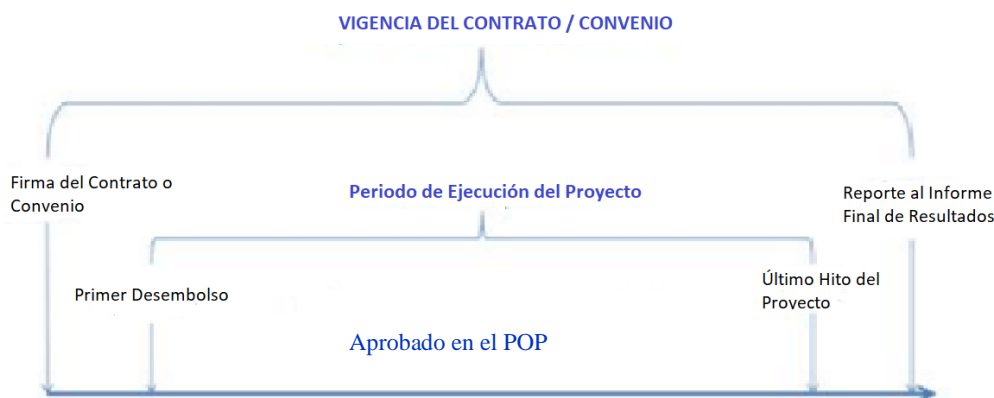 VIGENCIA DEL CONTRATO / CONVENIO
Firma del Contrato o
Convenio
Periodo de Ejecución del Proyecto
Reporte al Informe
Final de Resultados
Primer Desembolso
Último Hito del
Proyecto
Aprobado en el POP